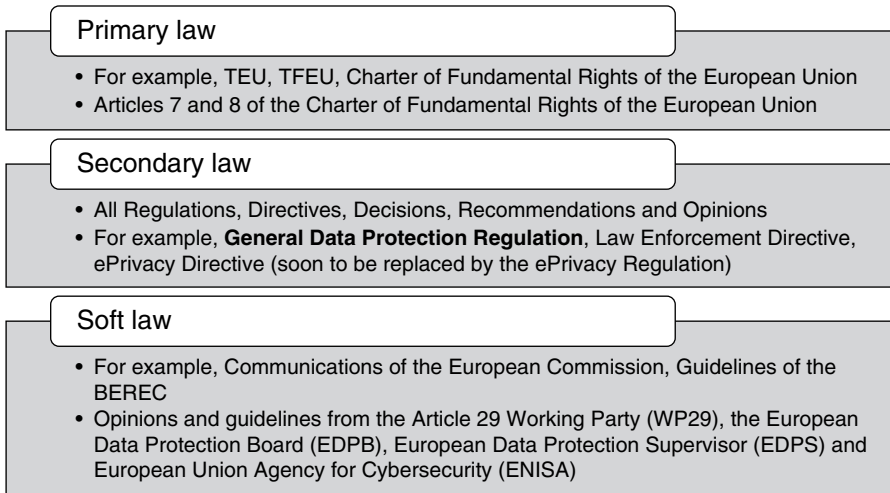 Primary law
• For example, TEU, TFEU, Charter of Fundamental Rights of the European Union
• Articles 7 and 8 of the Charter of Fundamental Rights of the European Union
Secondary law
• All Regulations, Directives, Decisions, Recommendations and Opinions
• For example, General Data Protection Regulation, Law Enforcement Directive,
ePrivacy Directive (soon to be replaced by the ePrivacy Regulation)
Soft law
• For example, Communications of the European Commission, Guidelines of the
BEREC
• Opinions and guidelines from the Article 29 Working Party (WP29), the European
Data Protection Board (EDPB), European Data Protection Supervisor (EDPS) and
European Union Agency for Cybersecurity (ENISA)